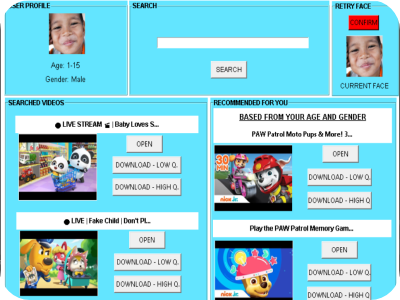 SER PROFILE
Age: 1-15
Gender: Male
SEARCH
SEARCH
RETRY FACE
CONFIRM
CURRENT FACE
SEARCHED VIDEOS
● LIVE STREAM | Baby Loves S...
OPEN
DOWNLOAD - LOW Q.
DOWNLOAD - HIGH Q.
● LIVE | Fake Child | Don't Pl...
OPEN
DOWNLOAD - LOW Q.
DOWNLOAD - HIGH Q.
RECOMMENDED FOR YOU
BASED FROM YOUR AGE AND GENDER
PAW Patrol Moto Pups & More! 3...
30
MIN
nick jr.
OPEN
DOWNLOAD - LOW Q.
DOWNLOAD - HIGH Q.
Play the PAW Patrol Memory Gam...
nick jr.
OPEN
DOWNLOAD - LOW Q.
DOWNLOAD - HIGH Q.